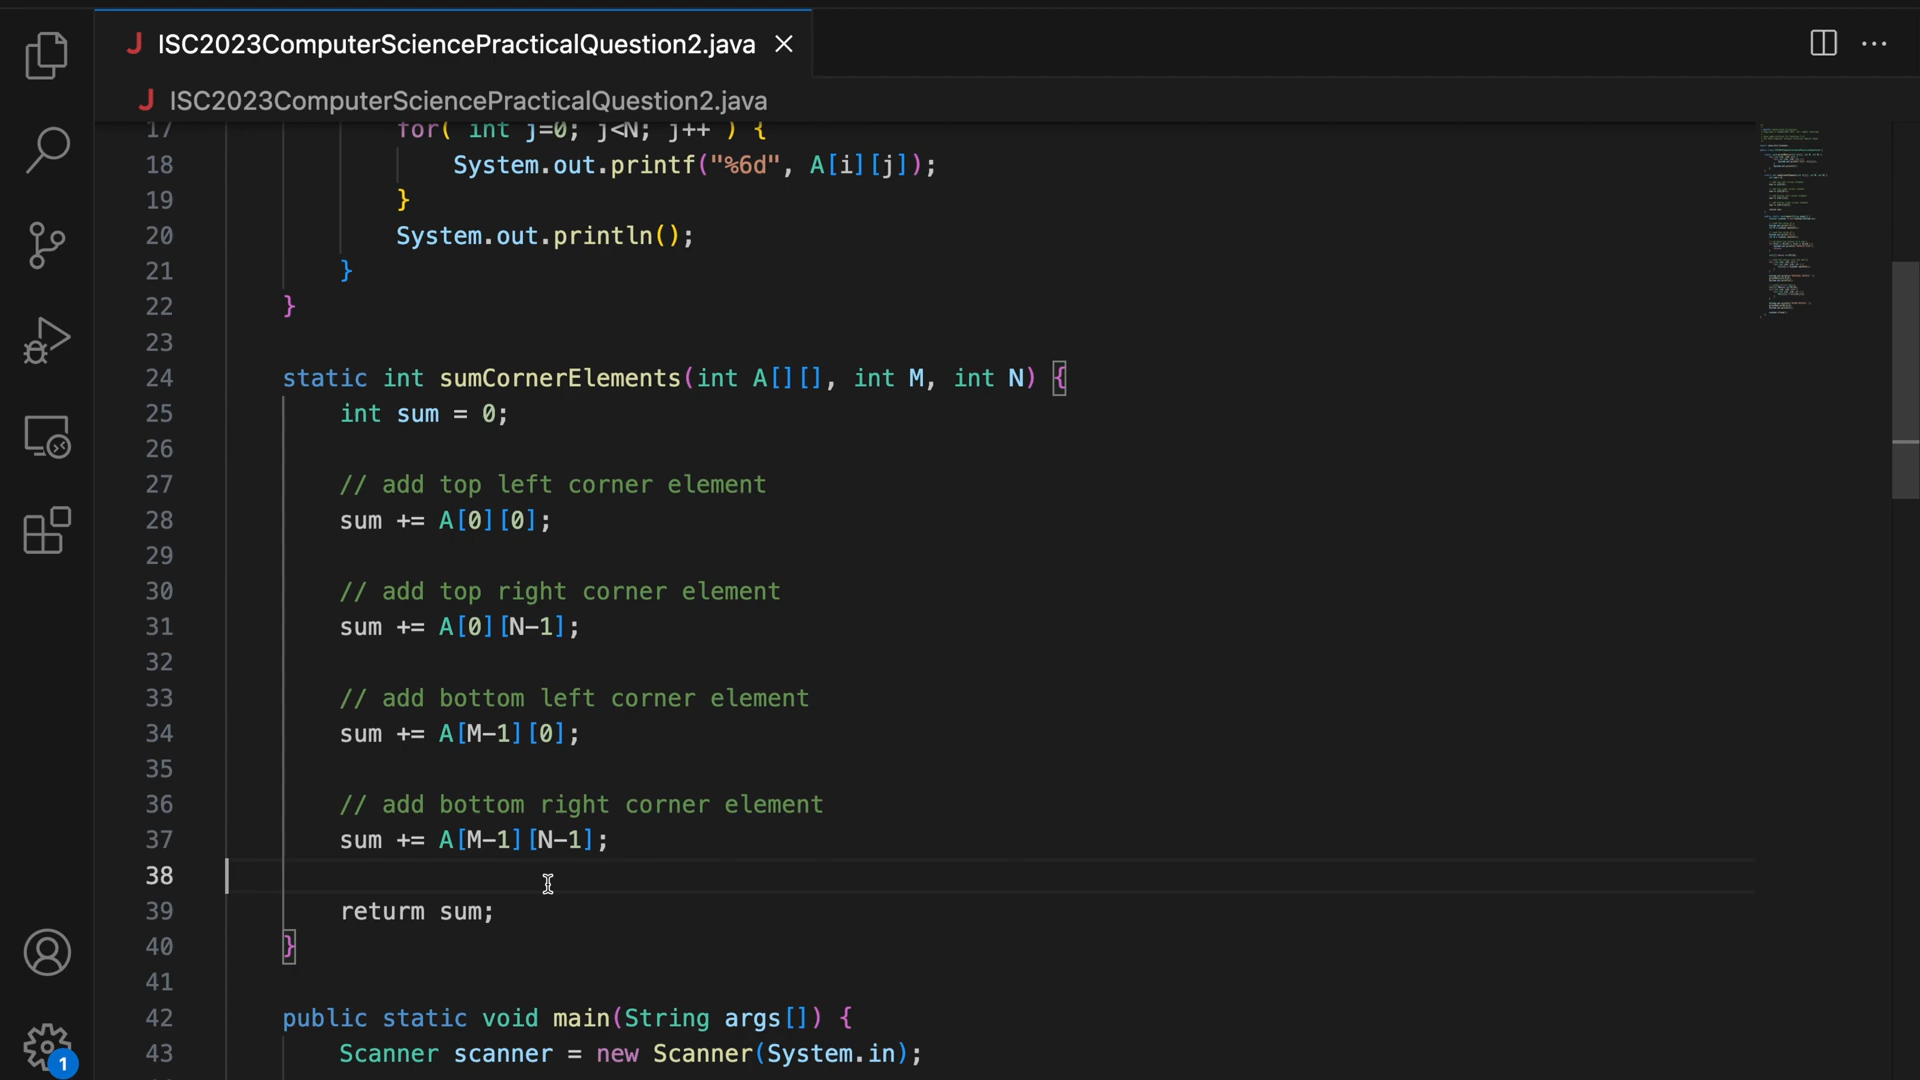 J ISC2023ComputerSciencePracticalQuestion2.java
J ISC2023ComputerSciencePracticalQuestion2.java
17 for( int j=0; j<N; j++ ) {
18 System.out.printf("%6d", A[i][j]);
19 }
20 System.out.println();
21 }
22 }
23
24 static int sumCornerElements(int A[][], int M, int N) {
25 int sum = 0;
26
27 // add top left corner element
28 sum += A[0][0];
29
30 // add top right corner element
31 sum += A[0][N-1];
32
33 // add bottom left corner element
34 sum += A[M-1][0];
35
36 // add bottom right corner element
37 sum += A[M-1][N-1];
38
39 returm sum;
40 }
41
42 public static void main(String args[]) {
43 Scanner scanner = new Scanner(System.in);
1